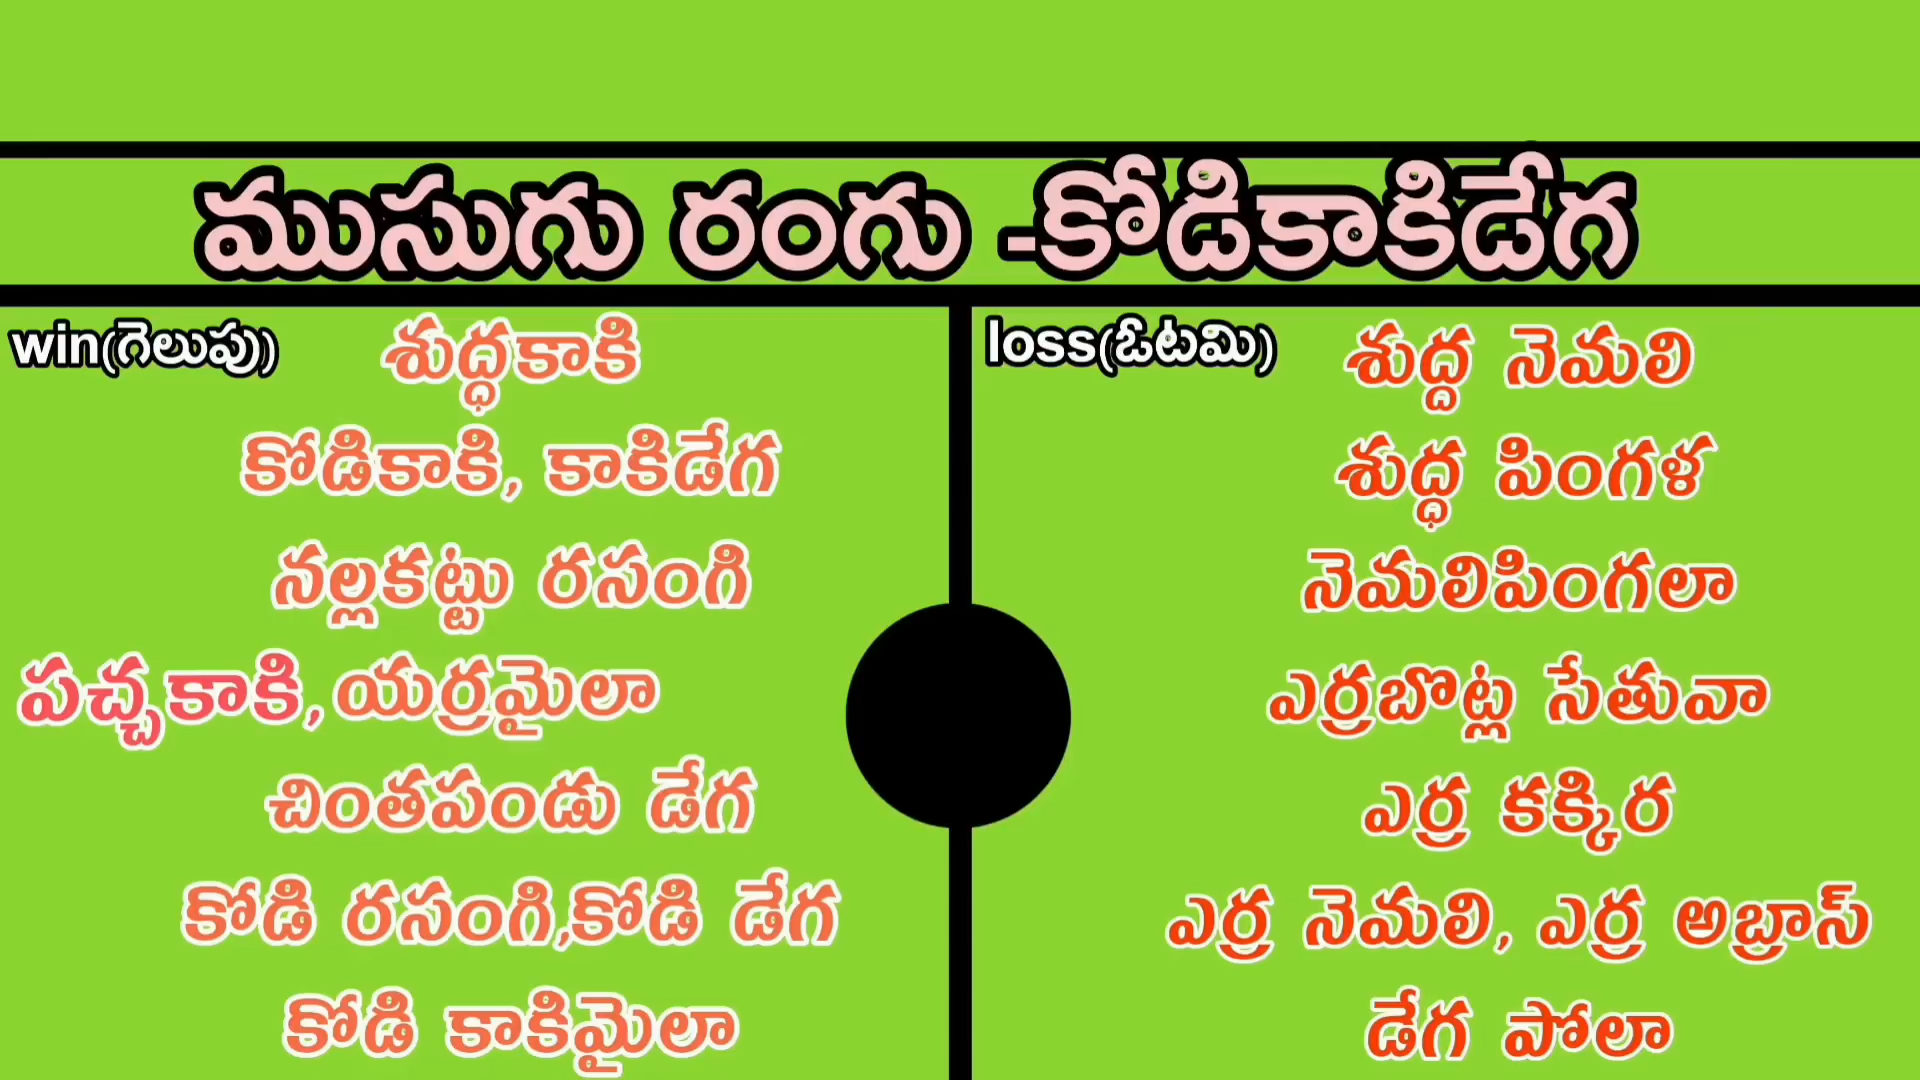 ముసుగు రంగు -కోడికాకిడేగ
win(గెలుపు) శుద్ధకాకి
కోడికాకి, కాకిడేగ
నల్లకట్టు రసంగి
పచ్చకాకి, యర్రమైలా
చింతపండు డేగ
కోడి రసంగి,కోడి డేగ
కోడి కాకిమైలా
loss(ఓటమి) శుద్ద నెమలి
శుద్ధ పింగళ
నెమలిపింగలా
ఎర్రబొట్ల సేతువా
ఎర్ర కక్కిర
ఎర్ర నెమలి, ఎర్ర అబ్రాస్
డేగ పోలా